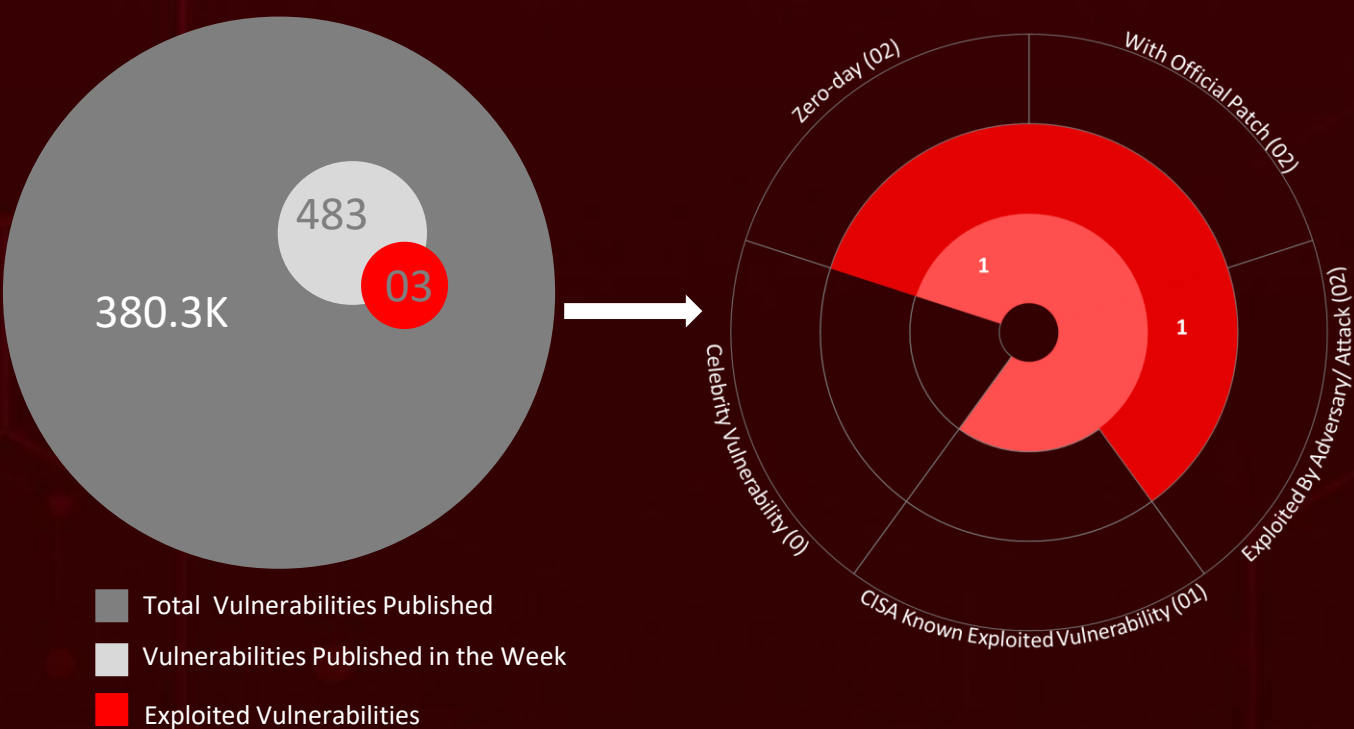 380.3K
483
03
Total Vulnerabilities Published
Vulnerabilities Published in the Week
Exploited Vulnerabilities
Zero-day (02)
With Official Patch (02)
Exploited By Adversary/ Attack (02)
CISA Known Exploited Vulnerability (01)
Celebrity Vulnerability (0)
1
1